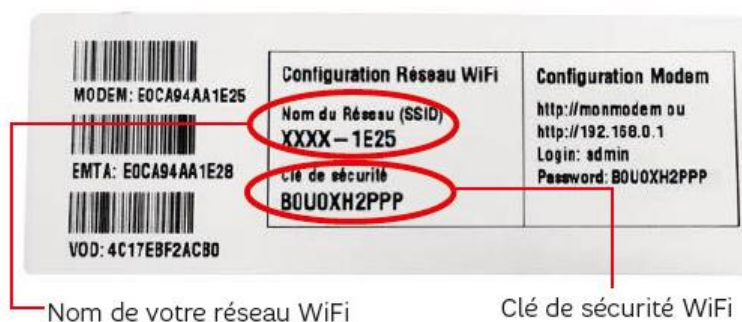 MODEM: E0CA94AA1E25
EMTA: E0CA94AA1E28
VOD: 4C17EBF2ACB0
Configuration Réseau WiFi
Nom du Réseau (SSID)
XXXX-1E25
Clé de sécurité
B0U0XH2PPP
Configuration Modem
http://monmodem ou
http://192.168.0.1
Login: admin
Password: B0U0XH2PPP
Nom de votre réseau WiFi
Clé de sécurité WiFi